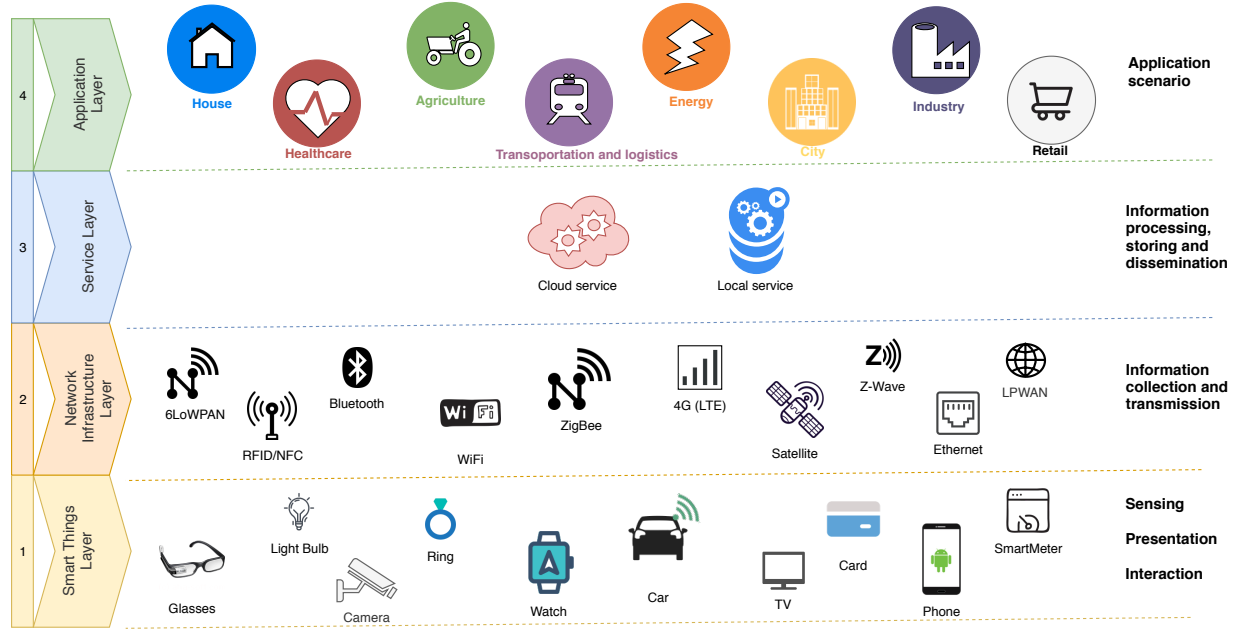 4
Application
Layer
House
Healthcare
Agriculture
Transoportation and logistics
Energy
City
Industry
Retail
Application
scenario
3
Service Layer
Cloud service
Local service
Information
processing,
storing and
dissemination
2
Network
Infrastructure
Layer
6LoWPAN
RFID/NFC
Bluetooth
Wi Fi
WiFi
ZigBee
4G (LTE)
Satellite
Z
Z-Wave
Ethernet
LPWAN
Information
collection and
transmission
1
Smart Things
Layer
Glasses
Light Bulb
Camera
Ring
Watch
Car
TV
Card
Phone
SmartMeter
Sensing
Presentation
Interaction